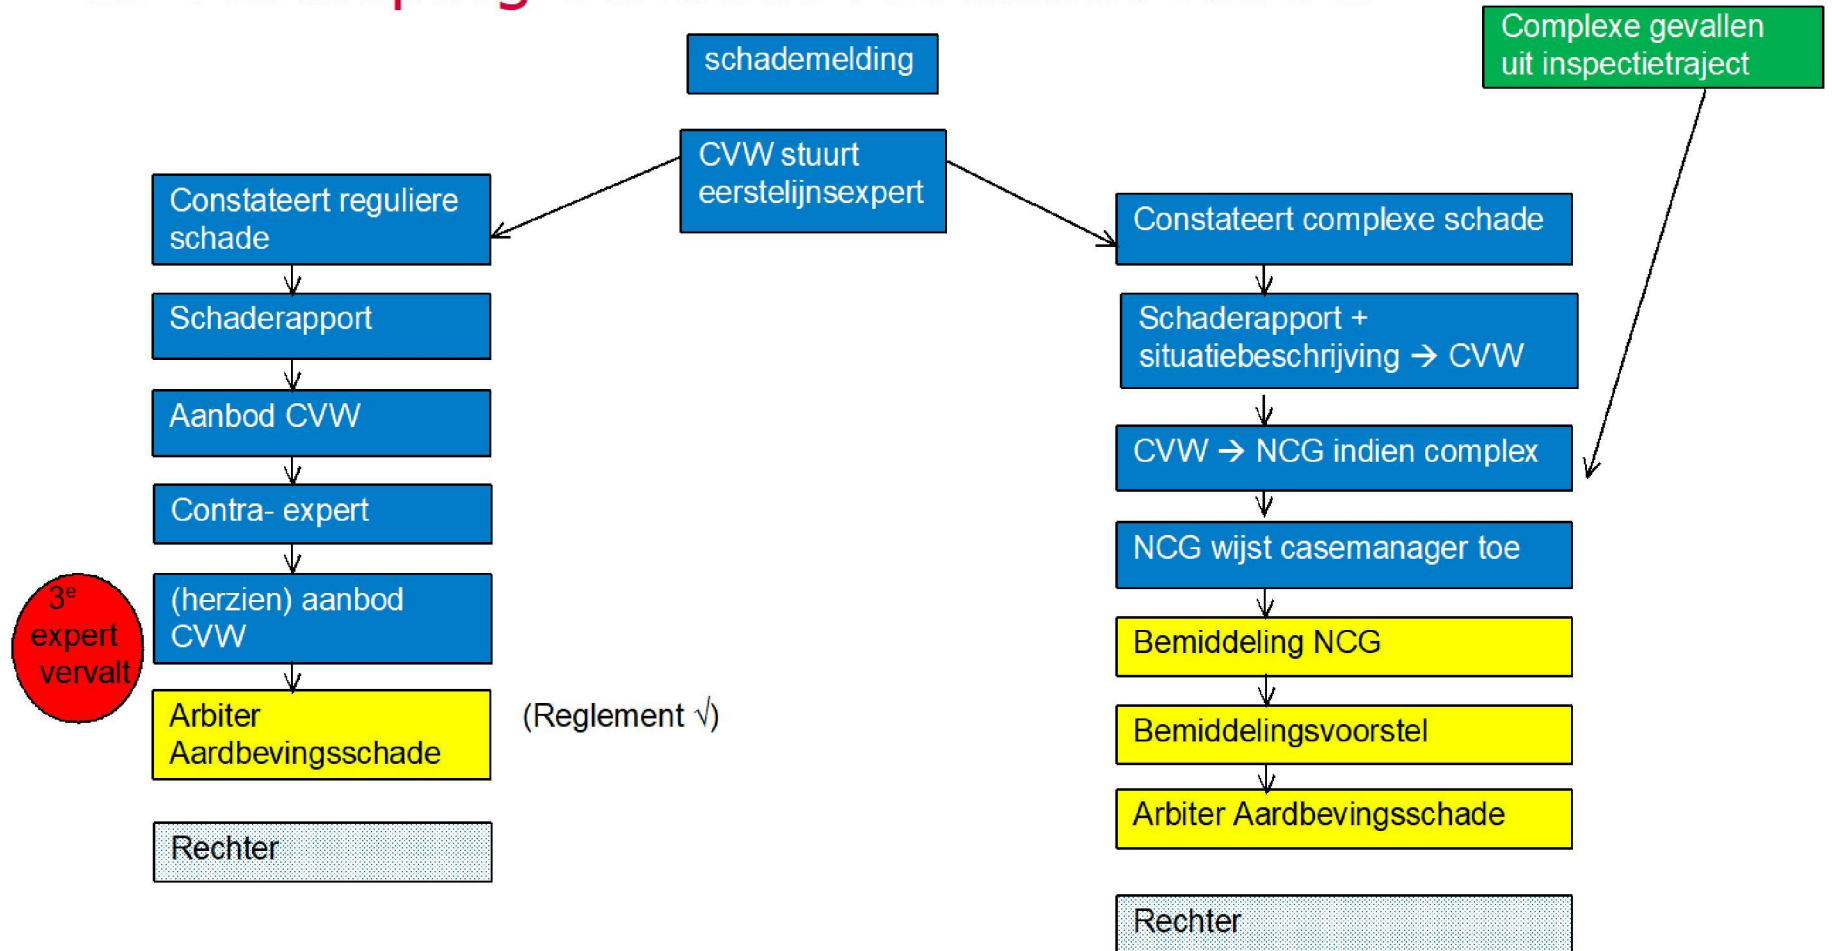 schademelding
Complexe gevallen
uit inspectietraject
CVW stuurt
eerstelijnsexpert
Constateert reguliere
schade
Schaderapport
Aanbod CVW
Contra- expert
(herzien) aanbod
CVW
3e
expert
vervalt
Arbiter
Aardbevingsschade
(Reglement √)
Rechter
Constateert complexe schade
Schaderapport +
situatiebeschrijving → CVW
CVW → NCG indien complex
NCG wijst casemanager toe
Bemiddeling NCG
Bemiddelingsvoorstel
Arbiter Aardbevingsschade
Rechter